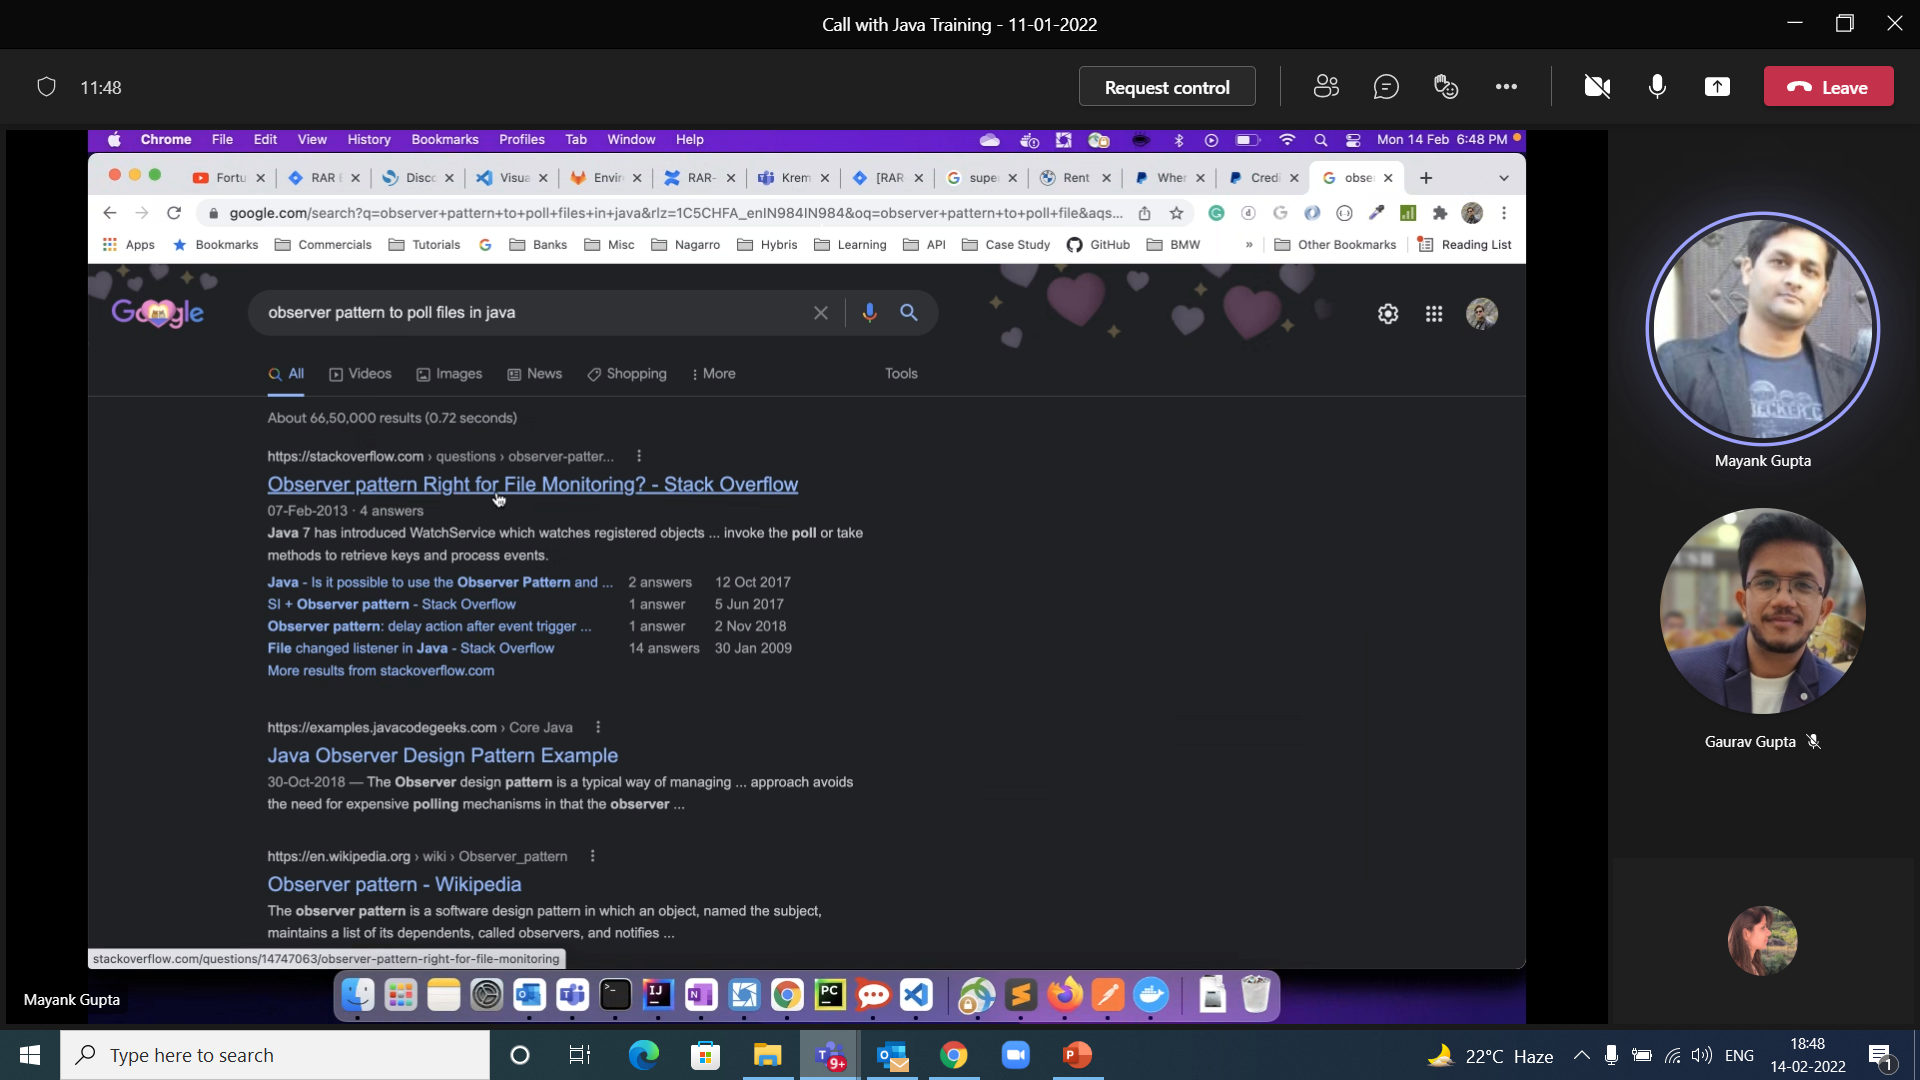 Call with Java Training - 11-01-2022
11:48
Request control
Leave
Chrome File Edit View History Bookmarks Profiles Tab Window Help
Mon 14 Feb 6:48 PM
Fortu RAR Disco Visua Envir RAR- Krem [RAR supe Rent Wher Credi obse
google.com/search?q=observer+pattern+to+poll+files+in+java&rlz=1C5CHFA_enIN984IN984&oq=observer+pattern+to+poll+file&aqs...
Apps Bookmarks Commercials Tutorials Banks Misc Nagarro Hybris Learning API Case Study GitHub BMW » Other Bookmarks Reading List
Google
observer pattern to poll files in java
All Videos Images News Shopping More Tools
About 66,50,000 results (0.72 seconds)
https://stackoverflow.com › questions › observer-patter...
Observer pattern Right for File Monitoring? - Stack Overflow
07-Feb-2013 · 4 answers
Java 7 has introduced WatchService which watches registered objects ... invoke the poll or take
methods to retrieve keys and process events.
Java - Is it possible to use the Observer Pattern and ... 2 answers 12 Oct 2017
SI + Observer pattern - Stack Overflow 1 answer 5 Jun 2017
Observer pattern: delay action after event trigger ... 1 answer 2 Nov 2018
File changed listener in Java - Stack Overflow 14 answers 30 Jan 2009
More results from stackoverflow.com
https://examples.javacodegeeks.com › Core Java
Java Observer Design Pattern Example
30-Oct-2018 — The Observer design pattern is a typical way of managing ... approach avoids
the need for expensive polling mechanisms in that the observer ...
https://en.wikipedia.org › wiki › Observer_pattern
Observer pattern - Wikipedia
The observer pattern is a software design pattern in which an object, named the subject,
maintains a list of its dependents, called observers, and notifies ...
stackoverflow.com/questions/14747063/observer-pattern-right-for-file-monitoring
Mayank Gupta
Gaurav Gupta
Mayank Gupta
IJ
N
PC
Type here to search
9+
22°C Haze
ENG
18:48
14-02-2022
1